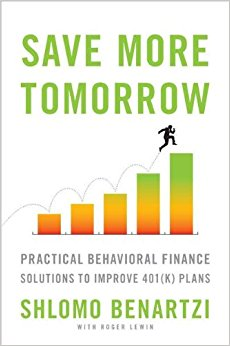 SAVE MORE
TOMORROW
PRACTICAL BEHAVIORAL FINANCE
SOLUTIONS TO IMPROVE 401(K) PLANS
SHLOMO BENARTZI
WITH ROGER LEWIN